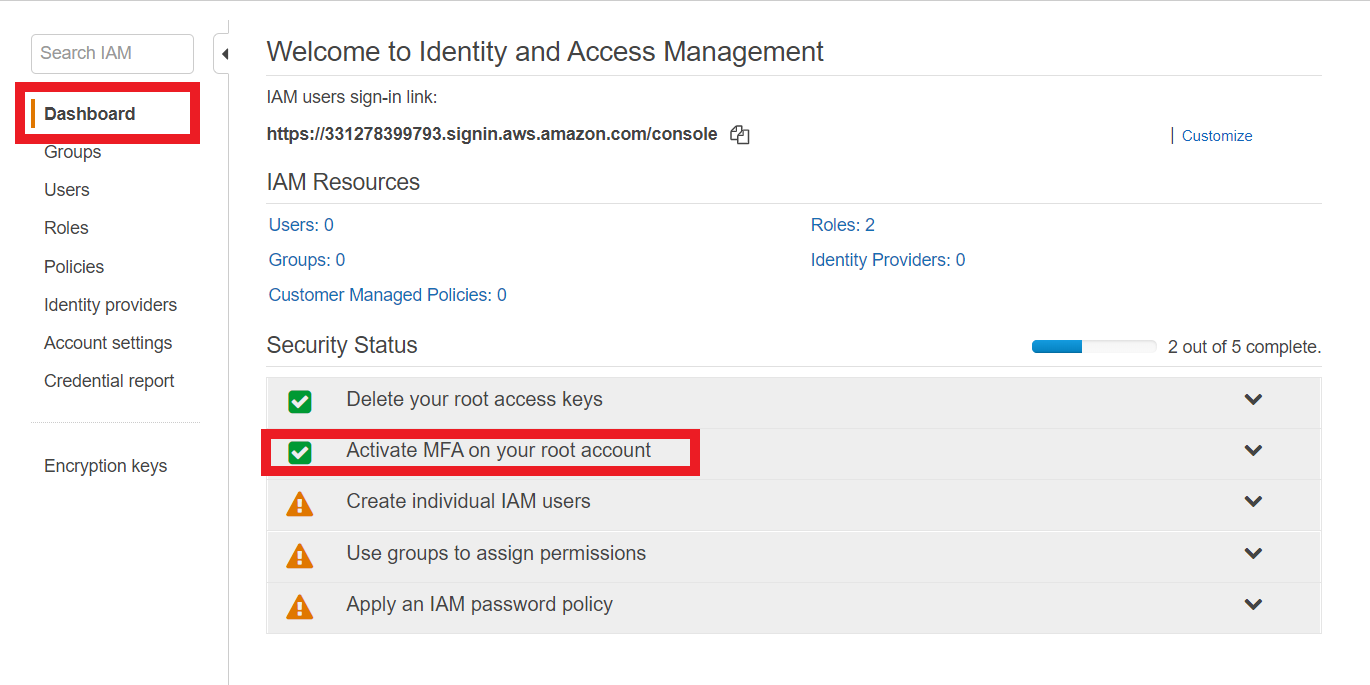 Search IAM
Dashboard
Groups
Users
Roles
Policies
Identity providers
Account settings
Credential report
Encryption keys
Welcome to Identity and Access Management
IAM users sign-in link:
https://331278399793.signin.aws.amazon.com/console
Customize
IAM Resources
Users: 0
Roles: 2
Groups: 0
Identity Providers: 0
Customer Managed Policies: 0
Security Status
2 out of 5 complete.
Delete your root access keys
Activate MFA on your root account
Create individual IAM users
Use groups to assign permissions
Apply an IAM password policy